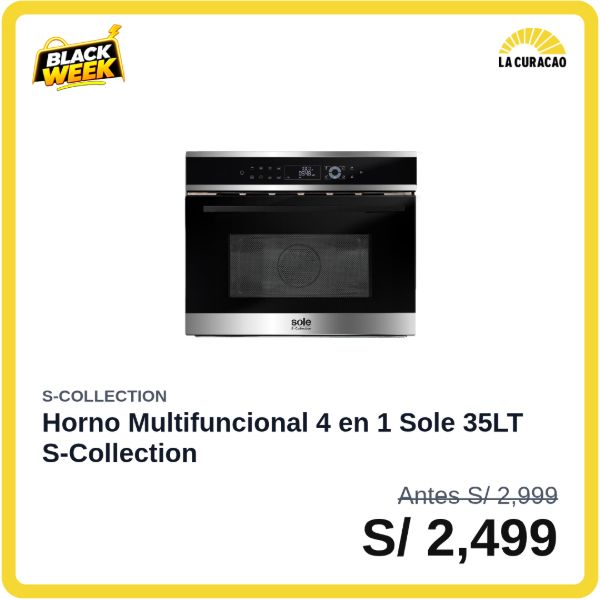 BLACK
WEEK
LA CURACAO
sole
S-Collection
S-COLLECTION
Horno Multifuncional 4 en 1 Sole 35LT
S-Collection
Antes S/ 2,999
S/ 2,499